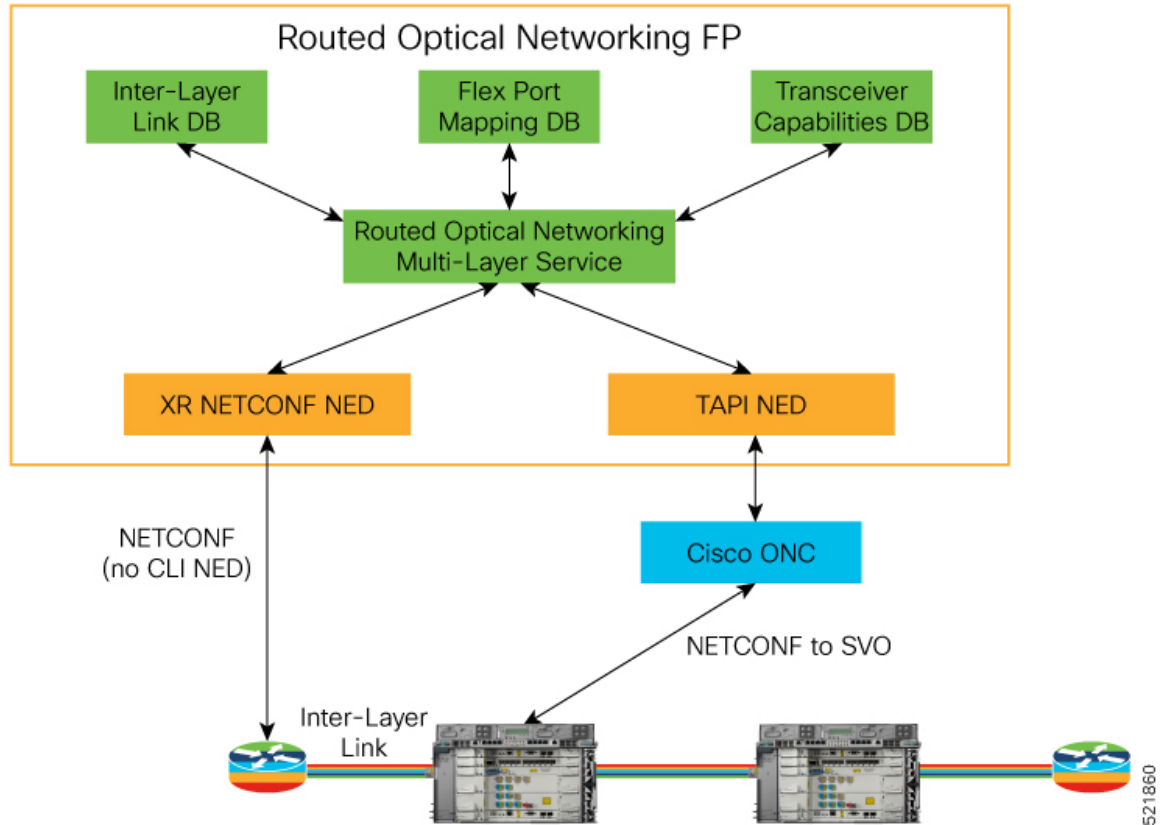 Routed Optical Networking FP
Inter-Layer
Link DB
Flex Port
Mapping DB
Transceiver
Capabilities DB
Routed Optical Networking
Multi-Layer Service
XR NETCONF NED
TAPI NED
NETCONF
(no CLI NED)
Cisco ONC
NETCONF to SVO
Inter-Layer
Link
521860